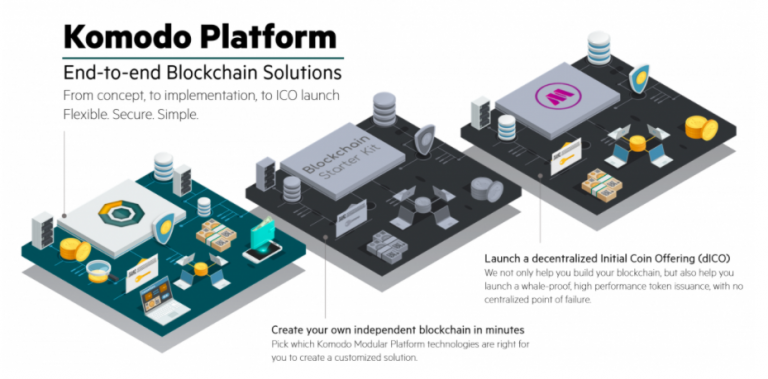 Komodo Platform
End-to-end Blockchain Solutions
From concept, to implementation, to ICO launch
Flexible. Secure. Simple.
Blockchain
Starter Kit
Launch a decentralized Initial Coin Offering (dICO)
We not only help you build your blockchain, but also help you
launch a whale-proof, high performance token issuance, with no
centralized point of failure.
Create your own independent blockchain in minutes
Pick which Komodo Modular Platform technologies are right for
you to create a customized solution.